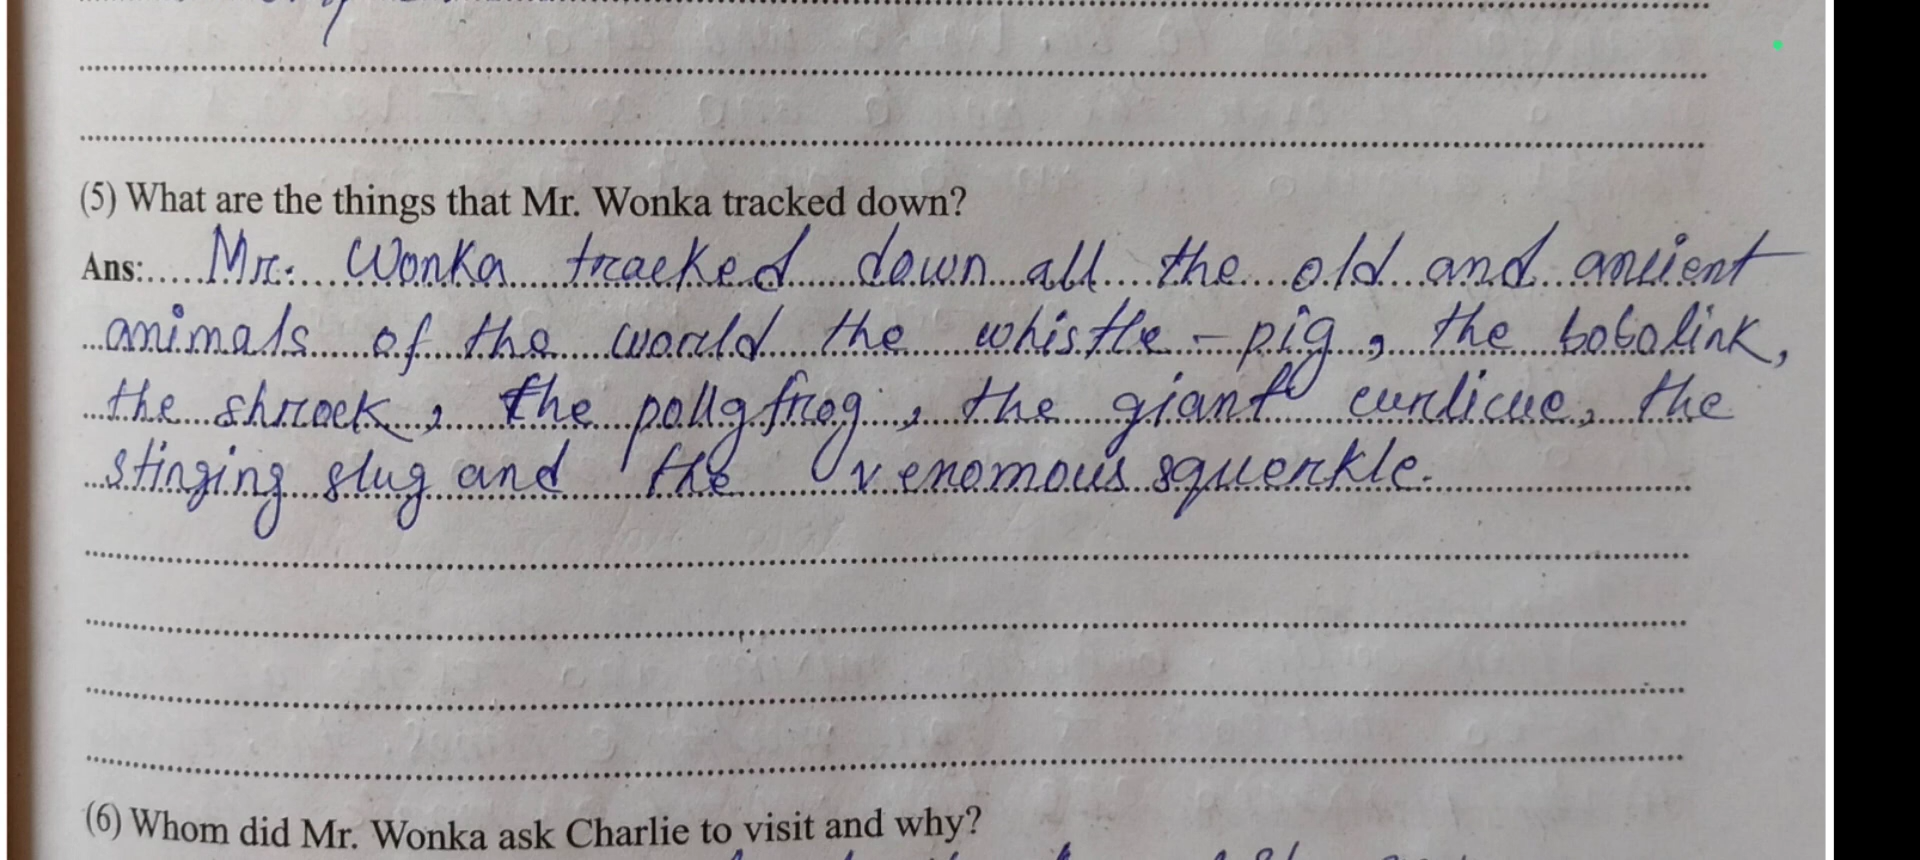 (5) What are the things that Mr. Wonka tracked down?
Ans: Mr. Wonka tracked down all the old and ancient
animals of the world the whistle-pig, the bobolink,
the shrock, the pollyfrog, the giant curlicue, the
stinging slug and the venomous squerkle.
(6) Whom did Mr. Wonka ask Charlie to visit and why?